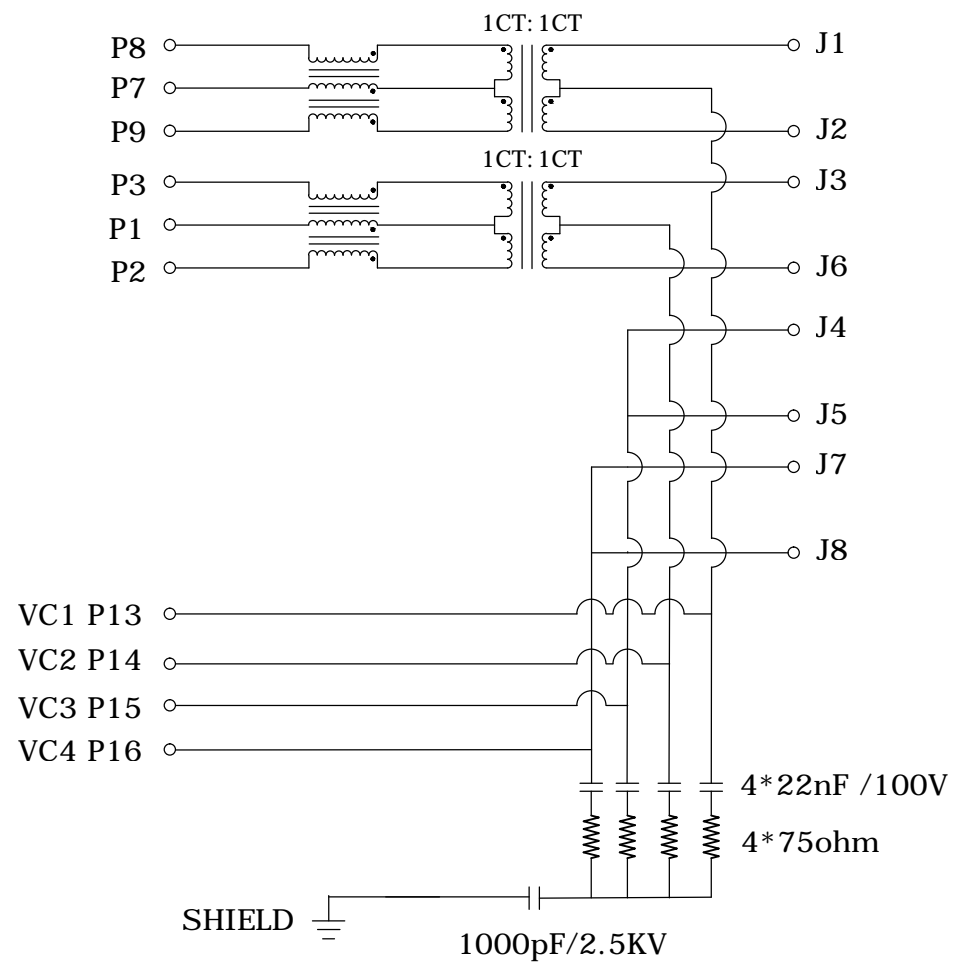 1CT: 1CT
P8
J1
P7
P9
J2
1CT: 1CT
P3
J3
P1
P2
J6
J4
J5
J7
J8
VC1 P13
VC2 P14
VC3 P15
VC4 P16
4*22nF /100V
4*75ohm
SHIELD
1000pF/2.5KV